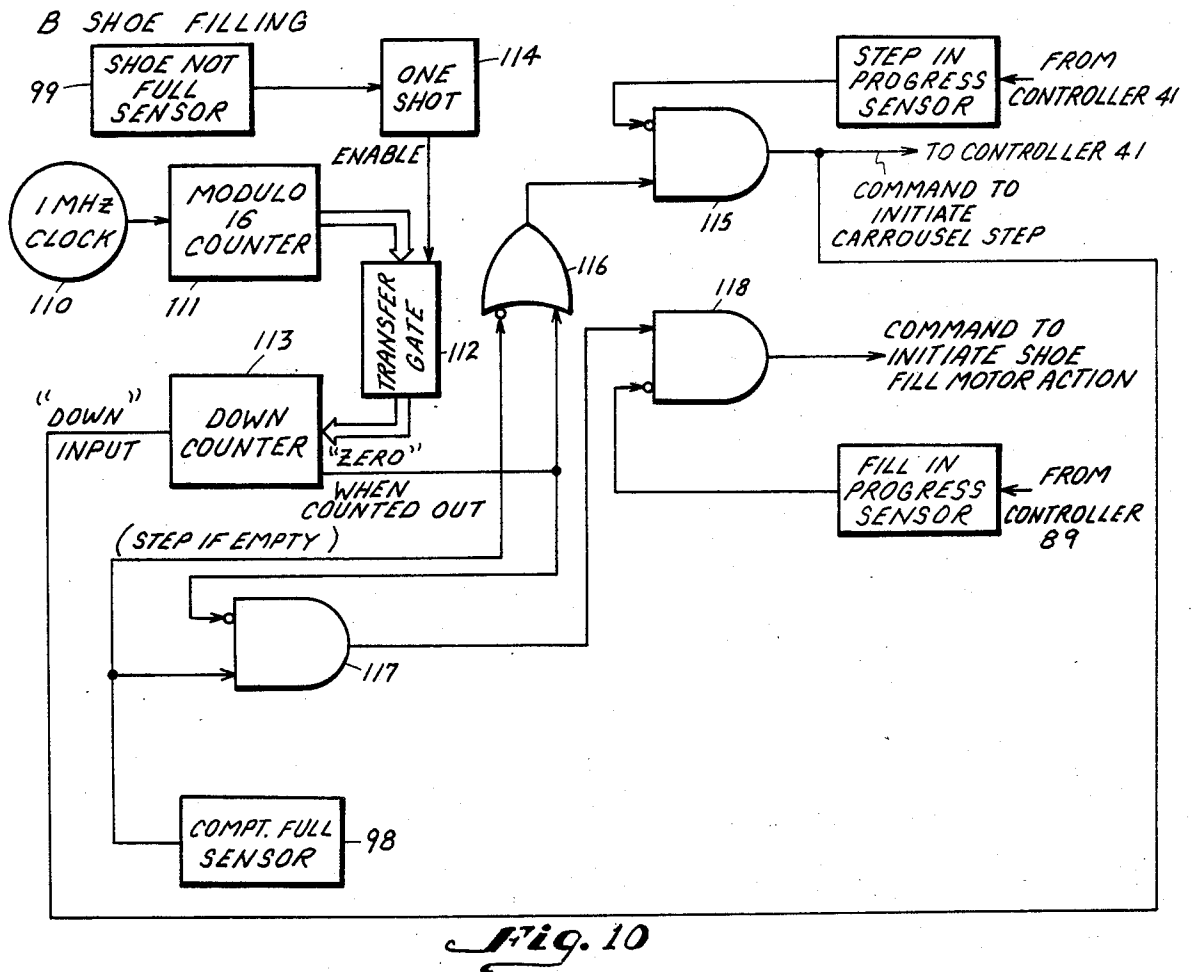 B SHOE FILLING
SHOE NOT
FULL
SENSOR
99
ONE
SHOT
114
ENABLE
STEP IN
PROGRESS
SENSOR
FROM
CONTROLLER 41
1 MHz
CLOCK
110
MODULO
16
COUNTER
111
TRANSFER
GATE
112
115
TO CONTROLLER 41
COMMAND TO
INITIATE
CARROUSEL STEP
116
118
COMMAND TO
INITIATE SHOE
FILL MOTOR ACTION
113
"DOWN"
INPUT
DOWN
COUNTER
"ZERO"
WHEN
COUNTED OUT
FILL IN
PROGRESS
SENSOR
FROM
CONTROLLER
89
(STEP IF EMPTY)
117
COMPT. FULL
SENSOR
98
Fig. 10